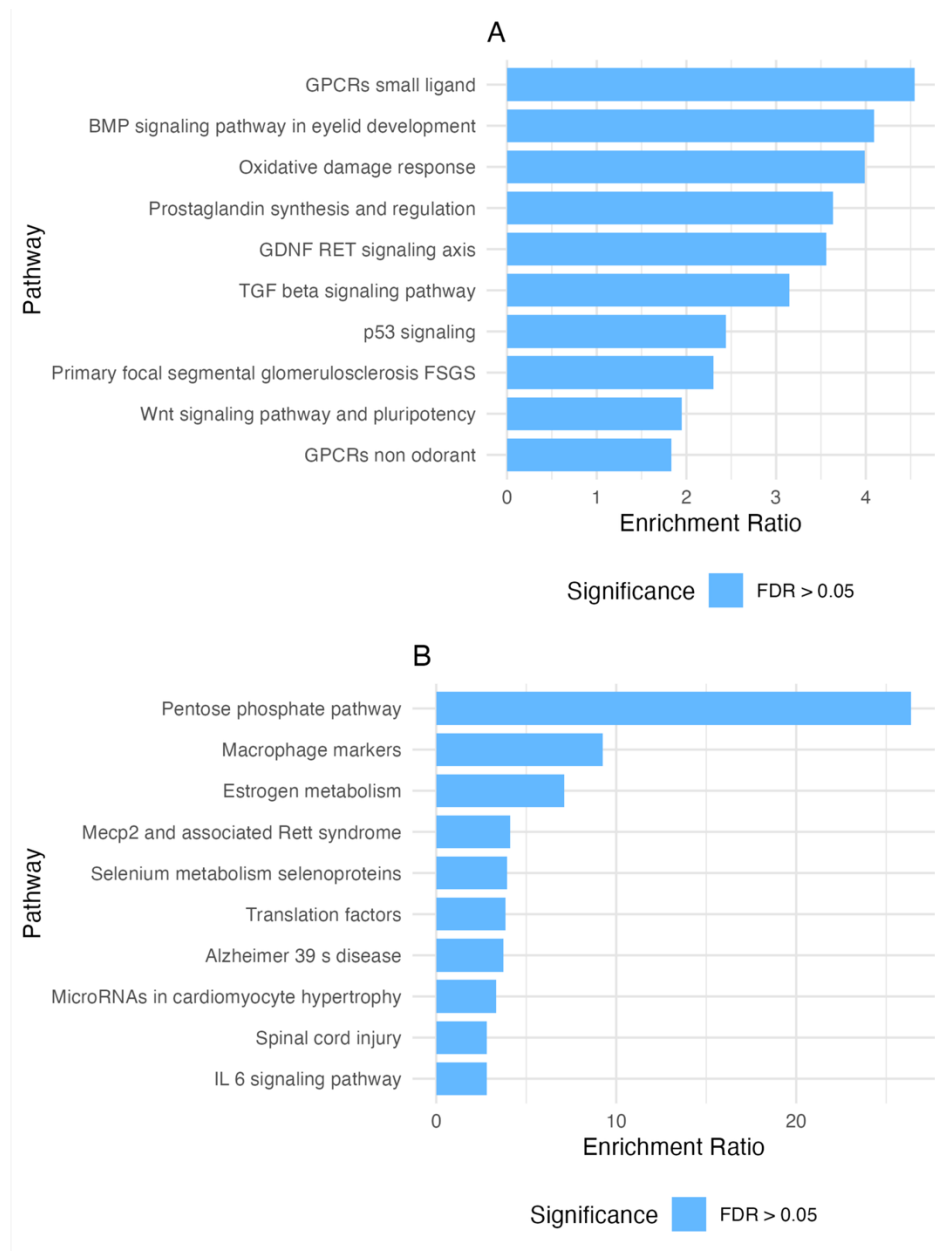 A
Pathway
GPCRs small ligand
BMP signaling pathway in eyelid development
Oxidative damage response
Prostaglandin synthesis and regulation
GDNF RET signaling axis
TGF beta signaling pathway
p53 signaling
Primary focal segmental glomerulosclerosis FSGS
Wnt signaling pathway and pluripotency
GPCRs non odorant
0 1 2 3 4
Enrichment Ratio
Significance FDR > 0.05
B
Pathway
Pentose phosphate pathway
Macrophage markers
Estrogen metabolism
Mecp2 and associated Rett syndrome
Selenium metabolism selenoproteins
Translation factors
Alzheimer 39 s disease
MicroRNAs in cardiomyocyte hypertrophy
Spinal cord injury
IL 6 signaling pathway
0 10 20
Enrichment Ratio
Significance FDR > 0.05